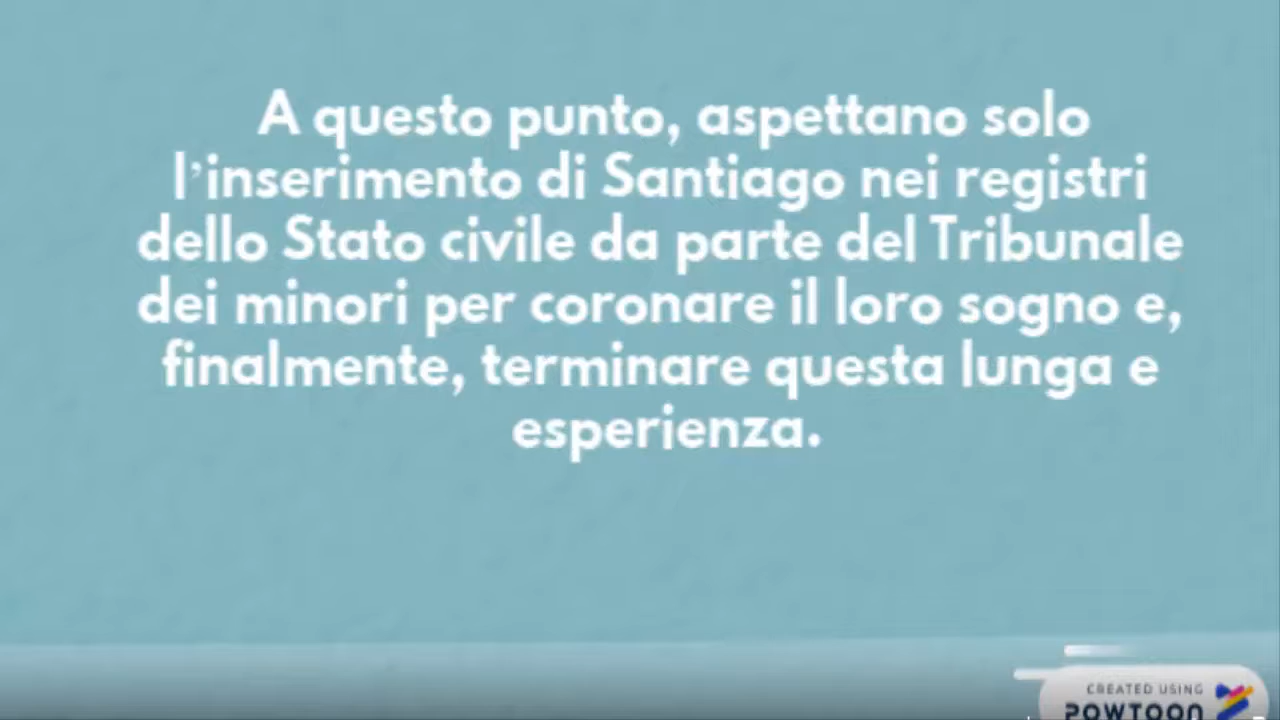 A questo punto, aspettano solo
l'inserimento di Santiago nei registri
dello Stato civile da parte del Tribunale
dei minori per coronare il loro sogno e,
finalmente, terminare questa lunga e
esperienza.
CREATED USING
POWTOON